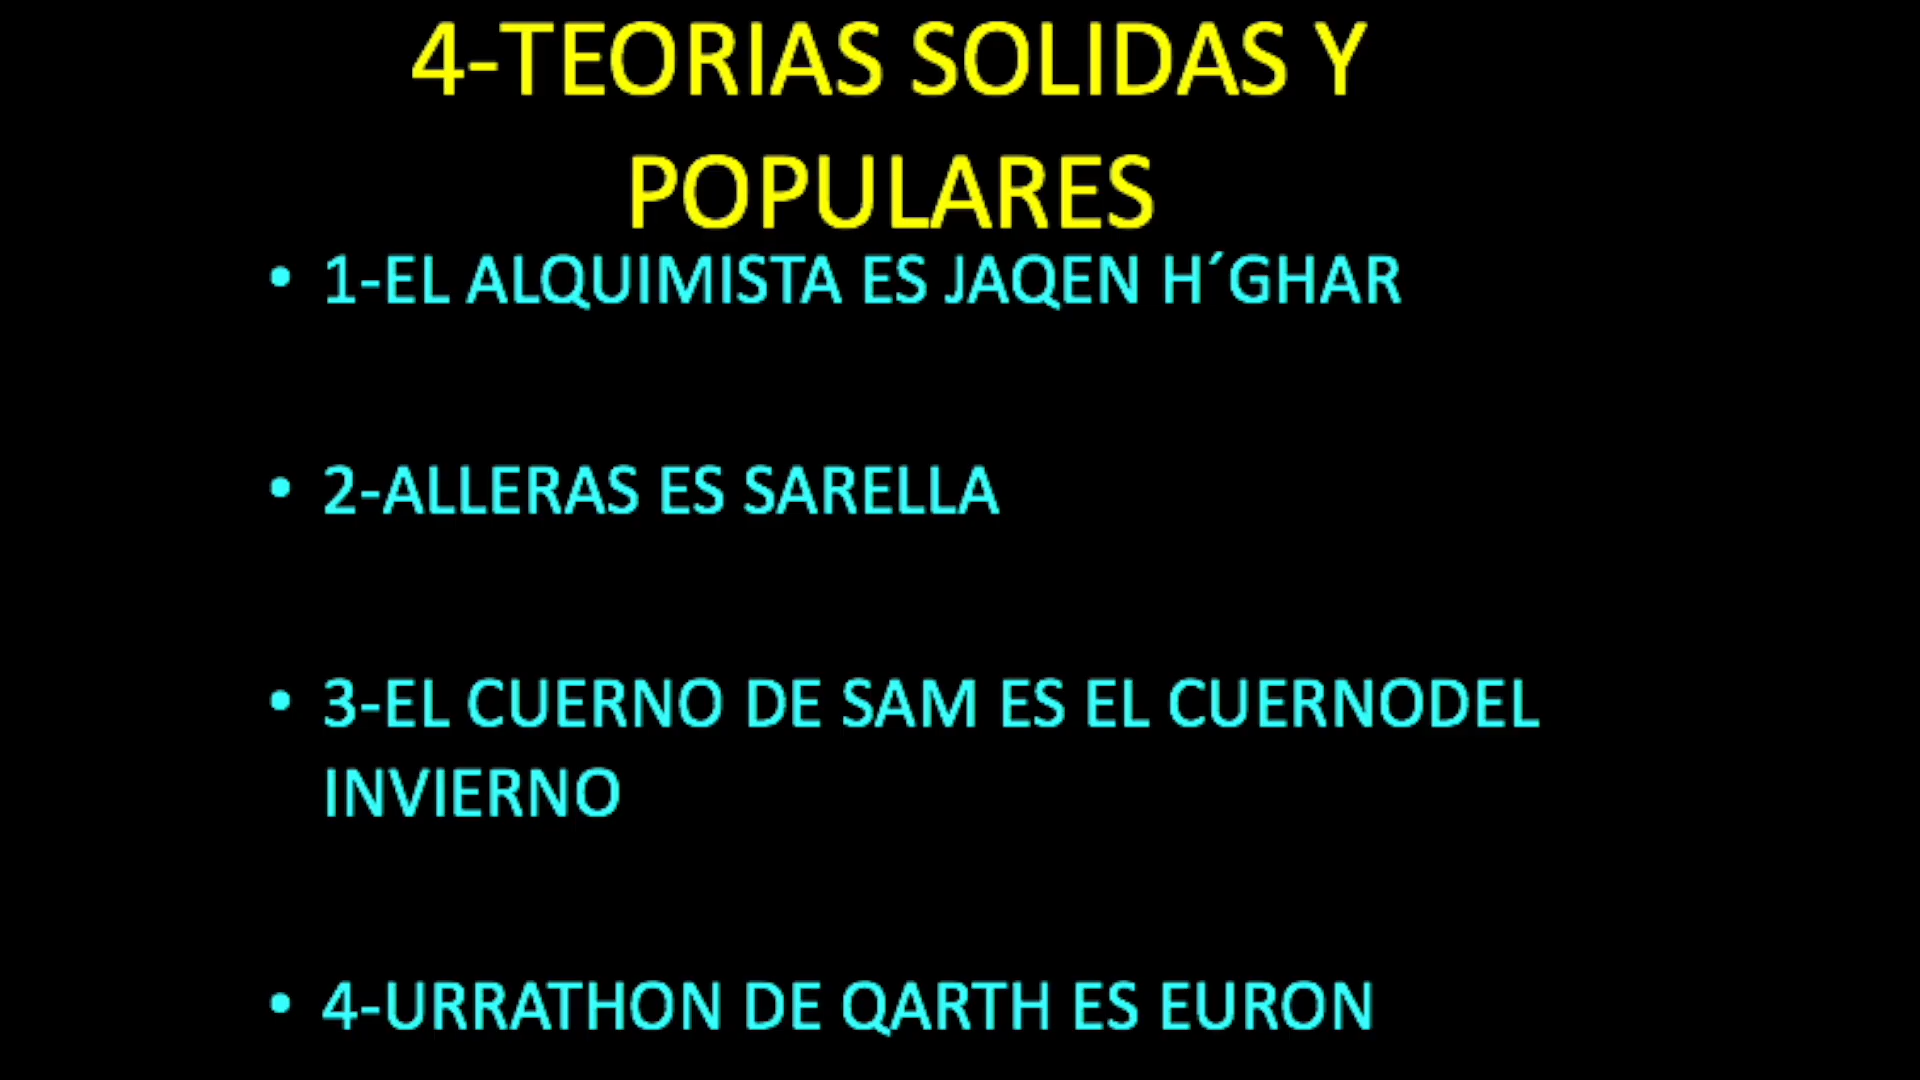 4-TEORIAS SOLIDAS Y
POPULARES
• 1-EL ALQUIMISTA ES JAQEN H´GHAR
• 2-ALLERAS ES SARELLA
• 3-EL CUERNO DE SAM ES EL CUERNODEL
INVIERNO
• 4-URRATHON DE QARTH ES EURON